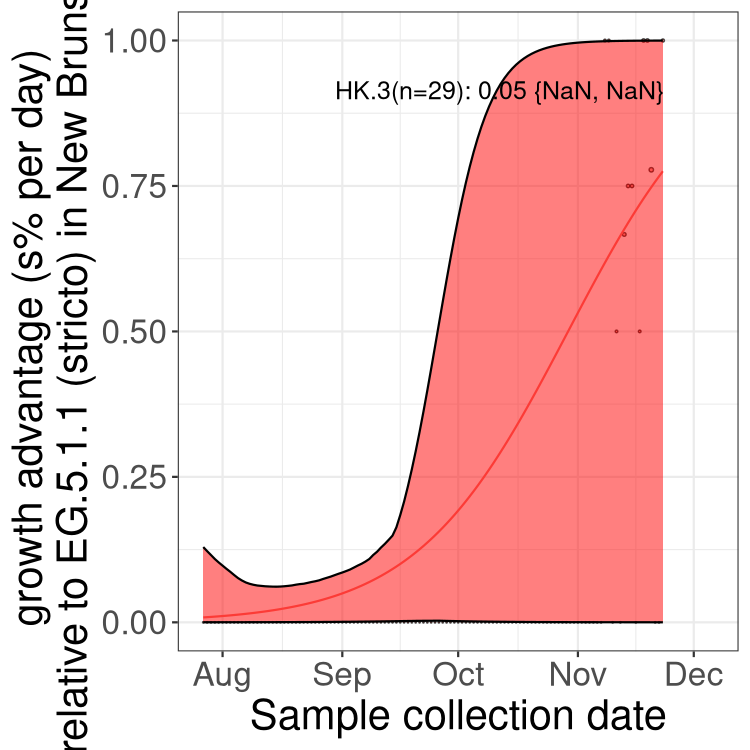 growth advantage (s% per day)
relative to EG.5.1.1 (stricto) in New Bruns
1.00
0.75
0.50
0.25
0.00
HK.3(n=29): 0.05 {NaN, NaN}
Aug Sep Oct Nov Dec
Sample collection date